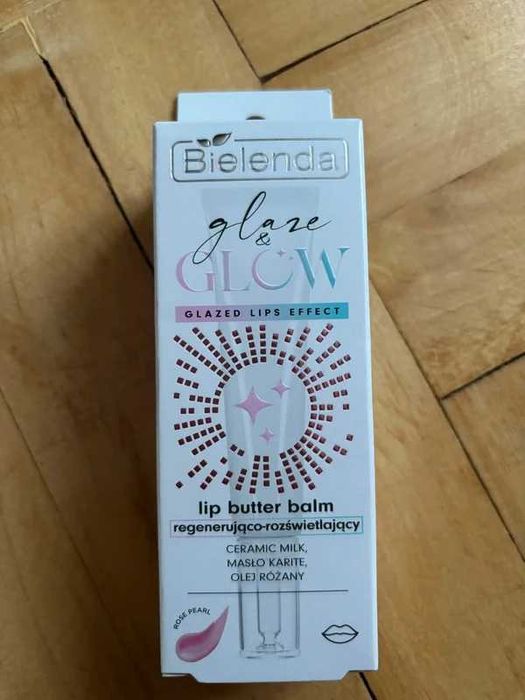 Bielenda
glaze
&
GLOW
GLAZED LIPS EFFECT
lip butter balm
regenerująco-rozświetlający
CERAMIC MILK,
MASŁO KARITE,
OLEJ RÓŻANY
ROSE PEARL